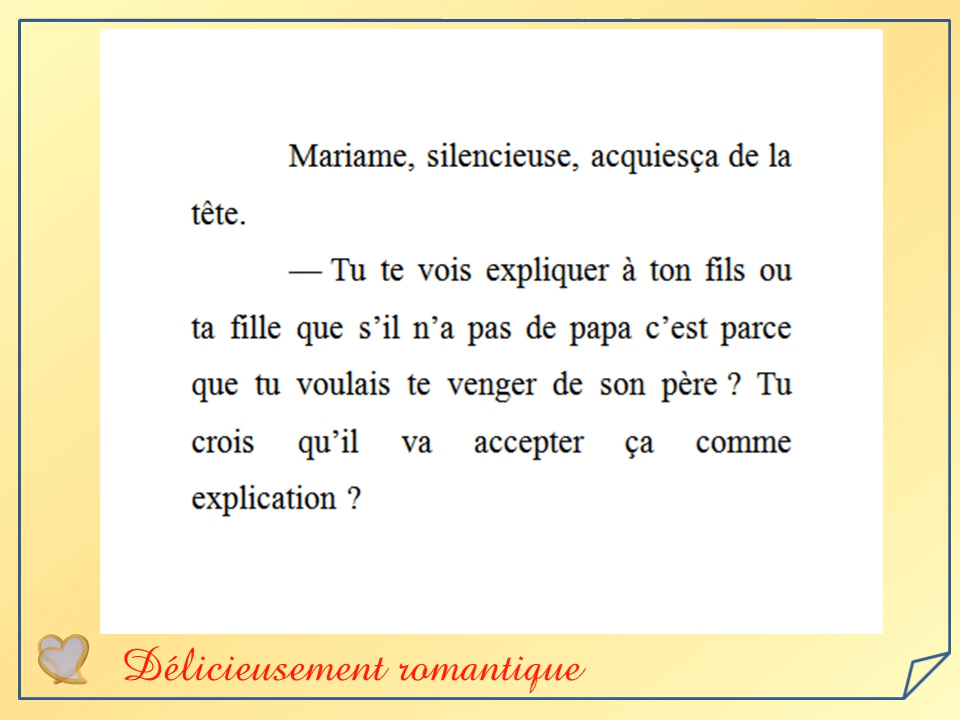 Mariame, silencieuse, acquiesça de la
tête.
— Tu te vois expliquer à ton fils ou
ta fille que s’il n’a pas de papa c’est parce
que tu voulais te venger de son père ? Tu
crois qu’il va accepter ça comme
explication ?
Délicieusement romantique